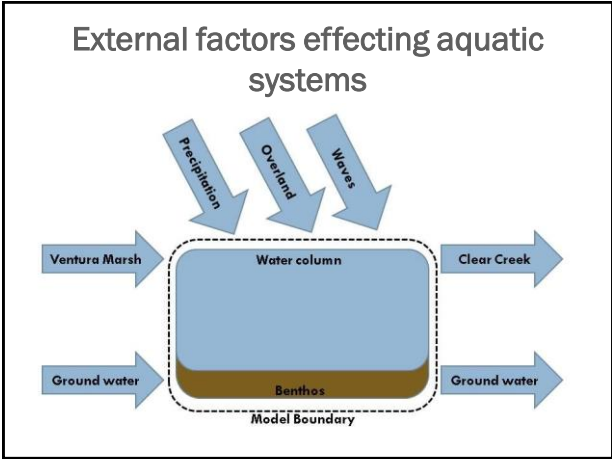 External factors effecting aquatic
systems
Precipitation
Overland
Waves
Ventura Marsh
Water column
Clear Creek
Ground water
Benthos
Ground water
Model Boundary